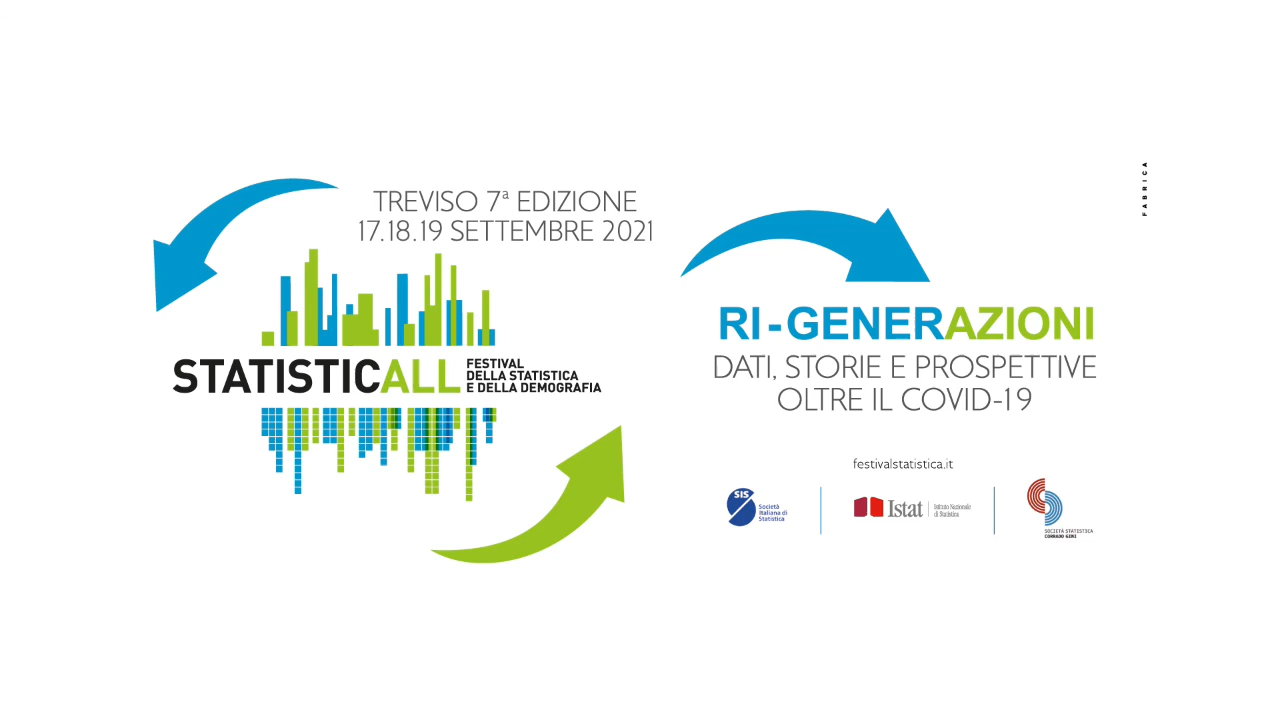 TREVISO 7ª EDIZIONE
17.18.19 SETTEMBRE 2021
STATISTICALL
FESTIVAL
DELLA STATISTICA
E DELLA DEMOGRAFIA
RI-GENERAZIONI
DATI, STORIE E PROSPETTIVE
OLTRE IL COVID-19
festivalstatistica.it
SIS
Società
Italiana di
Statistica
Istat
Istituto Nazionale
di Statistica
SOCIETÀ STATISTICA
CORRADO GINI
FABRICA